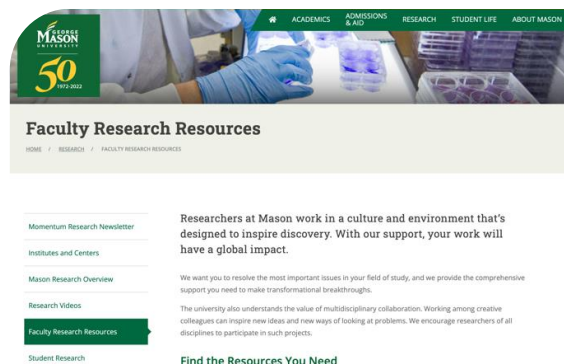 GEORGE
MASON
UNIVERSITY
50
1972-2022
ACADEMICS
ADMISSIONS
& AID
RESEARCH
STUDENT LIFE
ABOUT MASON
Faculty Research Resources
HOME / RESEARCH / FACULTY RESEARCH RESOURCES
Momentum Research Newsletter
Institutes and Centers
Mason Research Overview
Research Videos
Faculty Research Resources
Student Research
Researchers at Mason work in a culture and environment that's
designed to inspire discovery. With our support, your work will
have a global impact.
We want you to resolve the most important issues in your field of study, and we provide the comprehensive
support you need to make transformational breakthroughs.
The university also understands the value of multidisciplinary collaboration. Working among creative
colleagues can inspire new ideas and new ways of looking at problems. We encourage researchers of all
disciplines to participate in such projects.
Find the Resources You Need